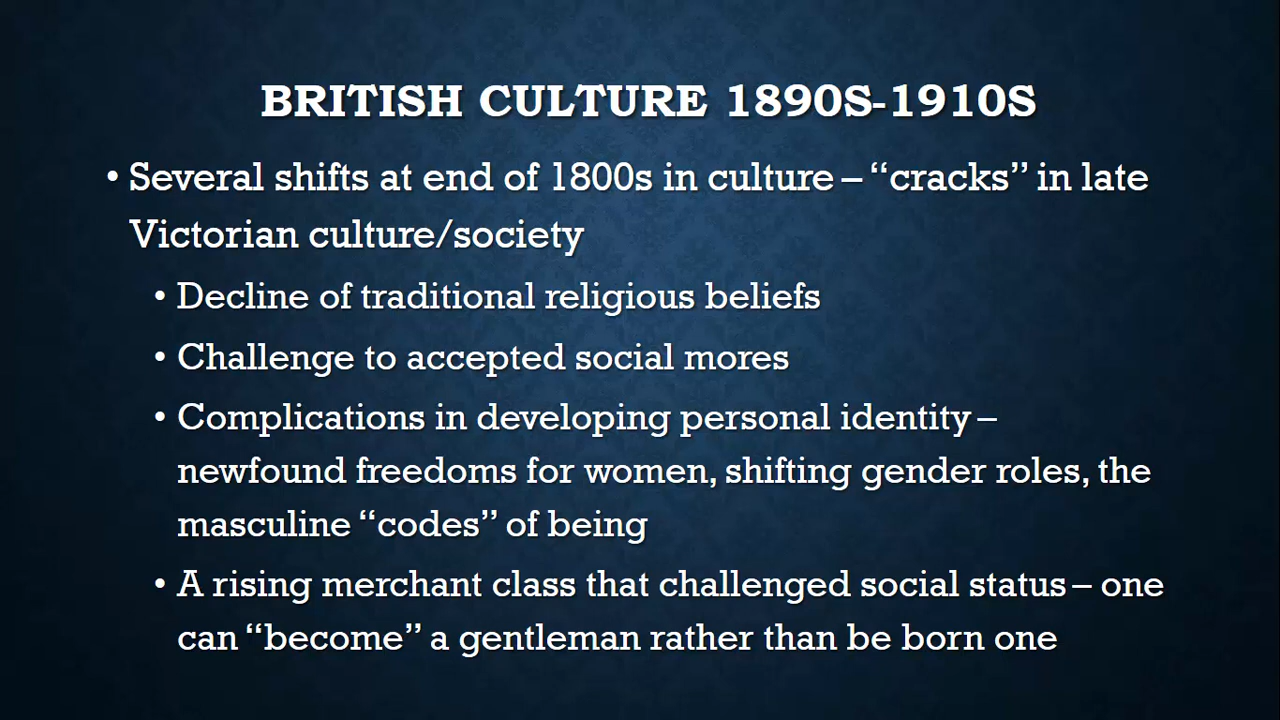 BRITISH CULTURE 1890S-1910S
• Several shifts at end of 1800s in culture – “cracks” in late
Victorian culture/society
• Decline of traditional religious beliefs
• Challenge to accepted social mores
• Complications in developing personal identity –
newfound freedoms for women, shifting gender roles, the
masculine “codes” of being
• A rising merchant class that challenged social status – one
can “become” a gentleman rather than be born one